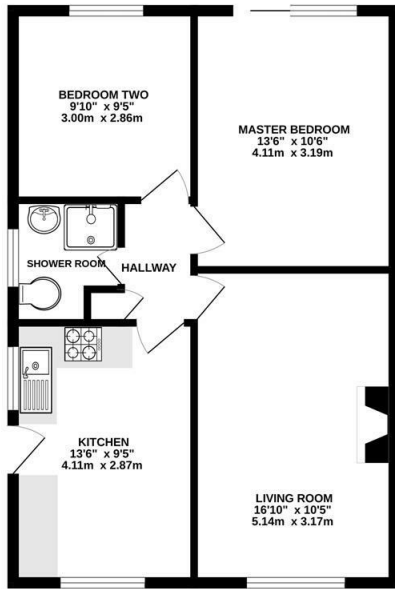 BEDROOM TWO
9'10" x 9'5"
3.00m x 2.86m
MASTER BEDROOM
13'6" x 10'6"
4.11m x 3.19m
SHOWER ROOM
HALLWAY
KITCHEN
13'6" x 9'5"
4.11m x 2.87m
LIVING ROOM
16'10" x 10'5"
5.14m x 3.17m